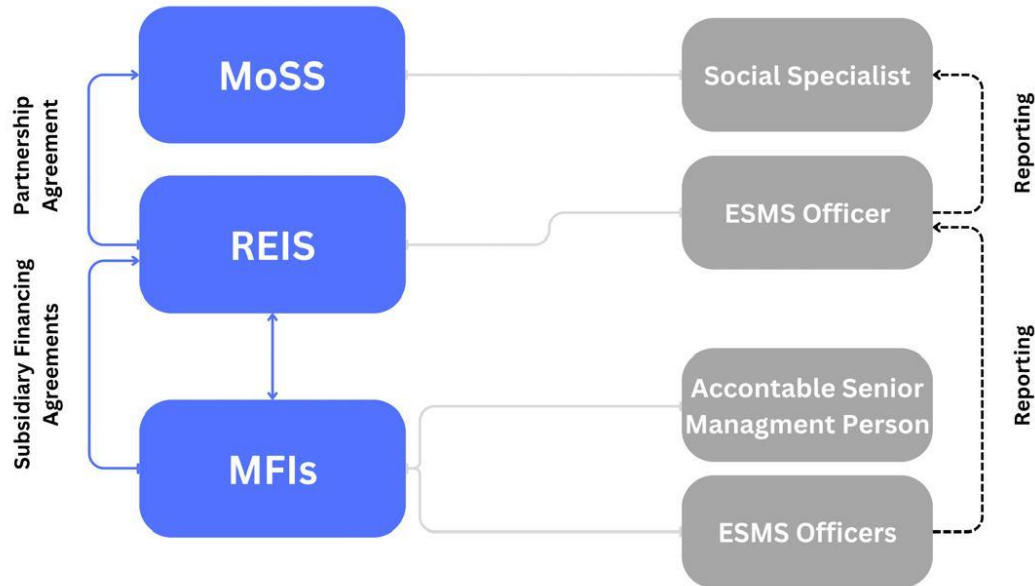 MoSS
Social Specialist
Partnership
Agreement
Reporting
REIS
ESMS Officer
Subsidiary Financing
Agreements
Reporting
MFIs
Accontable Senior
Managment Person
ESMS Officers